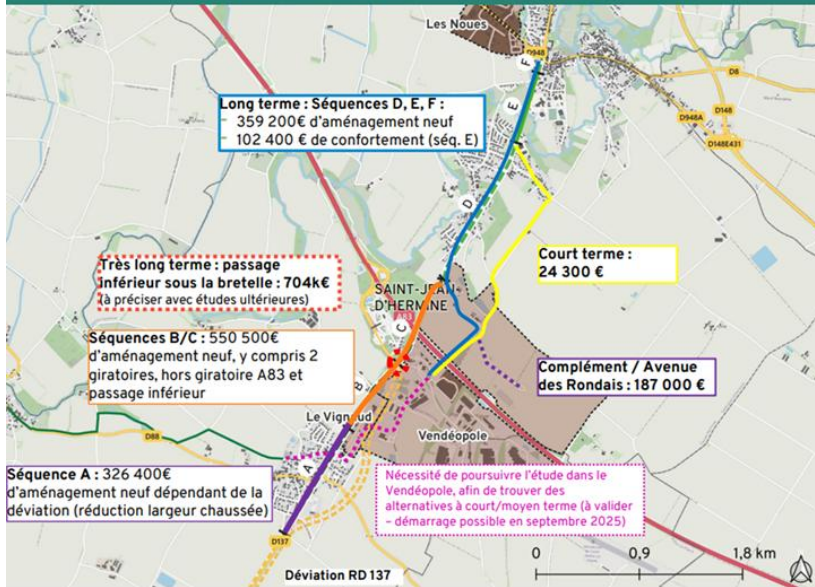 Les Noues
D948
F
D8
D148
D948A
D148E431
Long terme : Séquences D, E, F :
- 359 200€ d'aménagement neuf
- 102 400 € de confortement (séq. E)
E
D
Court terme :
24 300 €
Très long terme : passage
inférieur sous la bretelle : 704k€
(à préciser avec études ultérieures)
SAINT-JEAN
D'HERMINE
A83
C
Séquences B/C : 550 500€
d'aménagement neuf, y compris 2
giratoires, hors giratoire A83 et
passage inférieur
B
Complément / Avenue
des Rondais : 187 000 €
Le Vignaud
D88
Vendéopole
A
Séquence A : 326 400€
d'aménagement neuf dépendant de la
déviation (réduction largeur chaussée)
Nécessité de poursuivre l'étude dans le
Vendéopole, afin de trouver des
alternatives à court/moyen terme (à valider
– démarrage possible en septembre 2025)
D137
Déviation RD 137
0 0,9 1,8 km